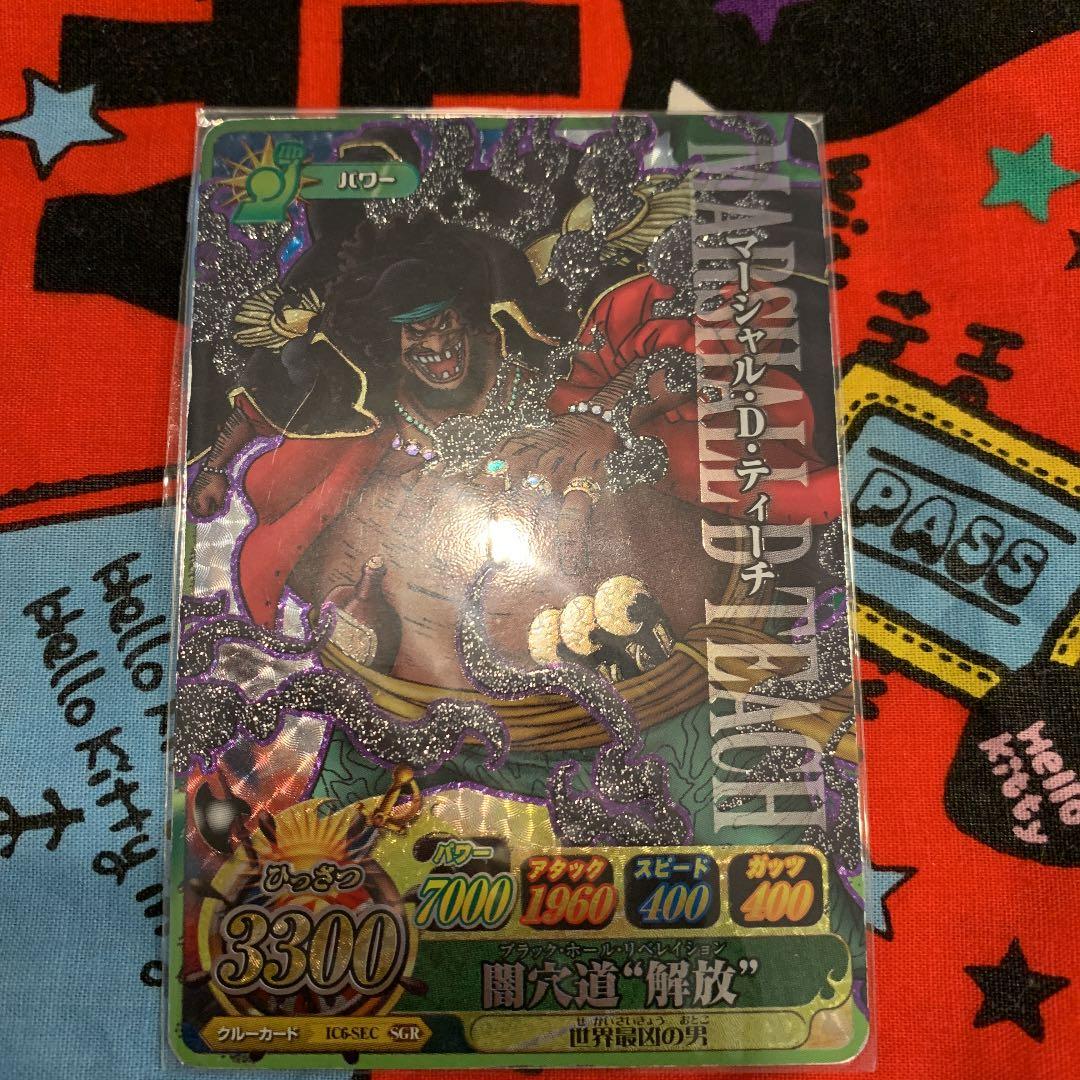 パワー
MARSHALL D TEACH
マーシャル・D・ティーチ
ひっさつ
3300
パワー
7000
アタック
1960
スピード
400
ガッツ
400
ブラック・ホール・リベレイション
闇穴道“解放”
クルーカード IC6-SEC SGR
せかいさいきょう おとこ
世界最凶の男
PASS
Hello
Hello Kitty
Hello
Kitty